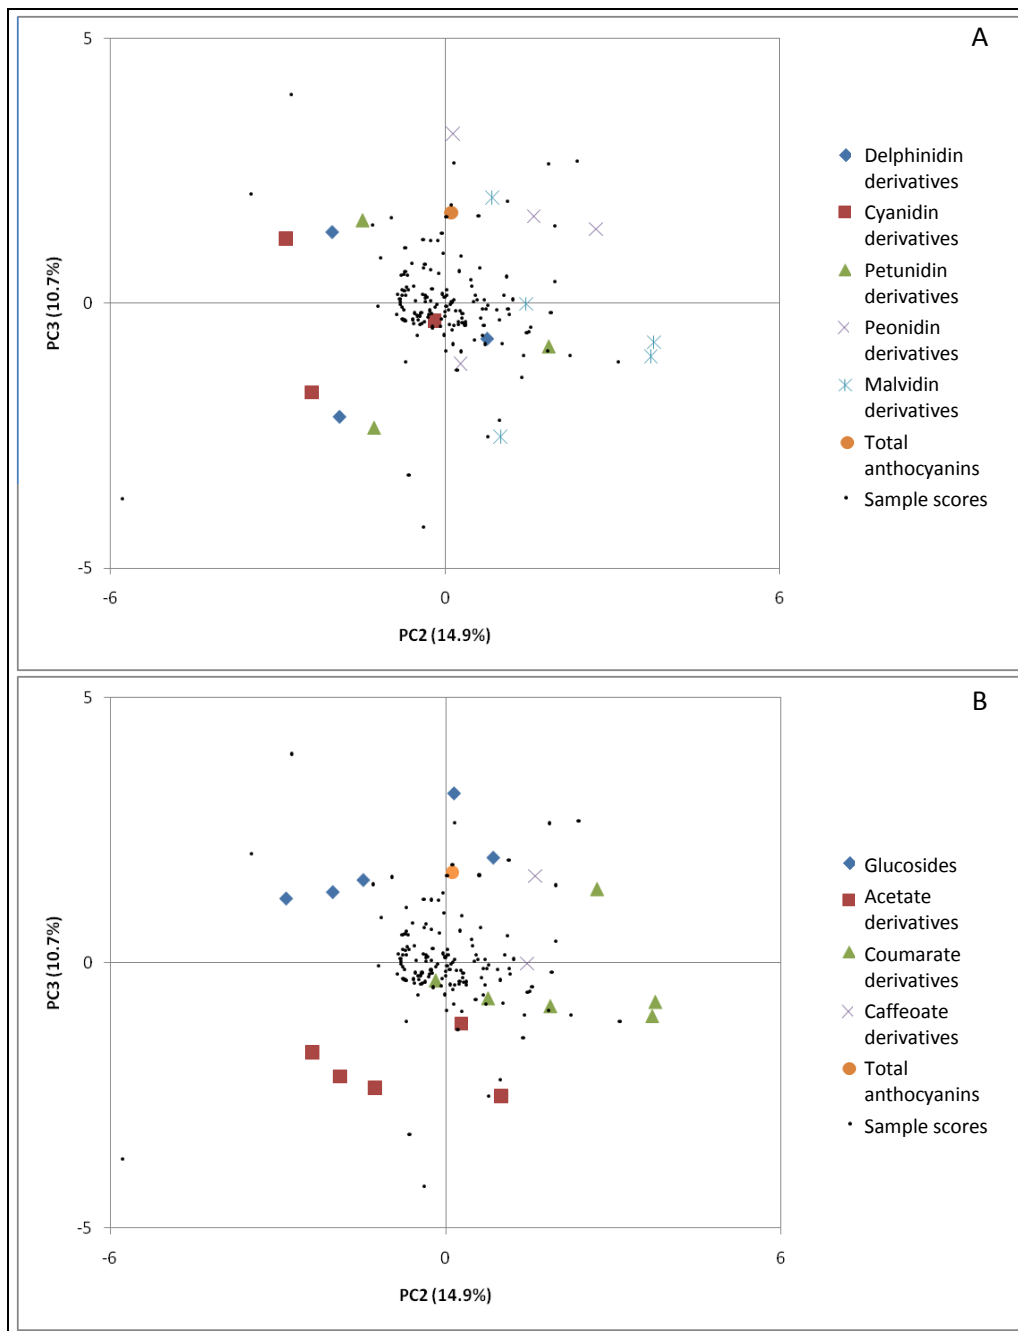 A
5
0
-5
-6
0
6
PC3 (10.7%)
PC2 (14.9%)
Delphinidin
derivatives
Cyanidin
derivatives
Petunidin
derivatives
Peonidin
derivatives
Malvidin
derivatives
Total
anthocyanins
Sample scores
B
5
0
-5
-6
0
6
PC3 (10.7%)
PC2 (14.9%)
Glucosides
Acetate
derivatives
Coumarate
derivatives
Caffeoate
derivatives
Total
anthocyanins
Sample scores